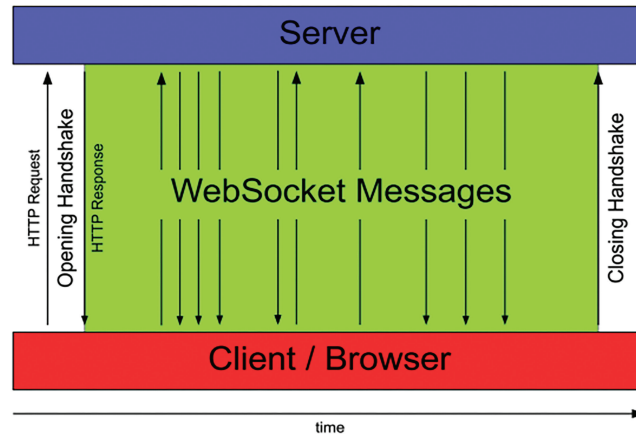 Server
HTTP Request
Opening Handshake
HTTP Response
WebSocket Messages
Closing Handshake
Client / Browser
time